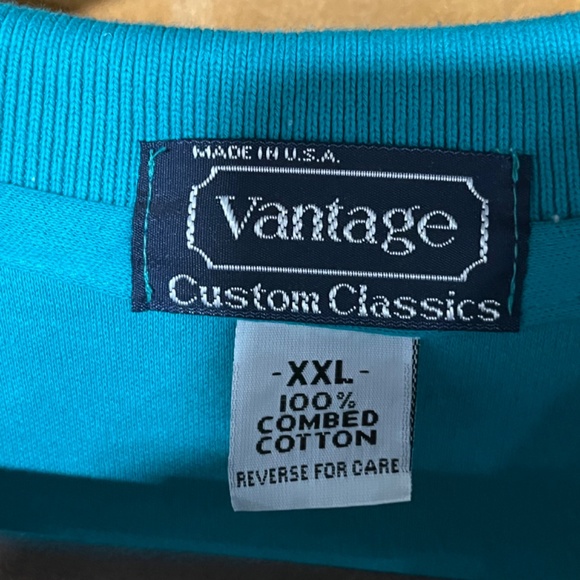 MADE IN U.S.A.
Vantage
Custom Classics
-XXL-
100%
COMBED
COTTON
REVERSE FOR CARE